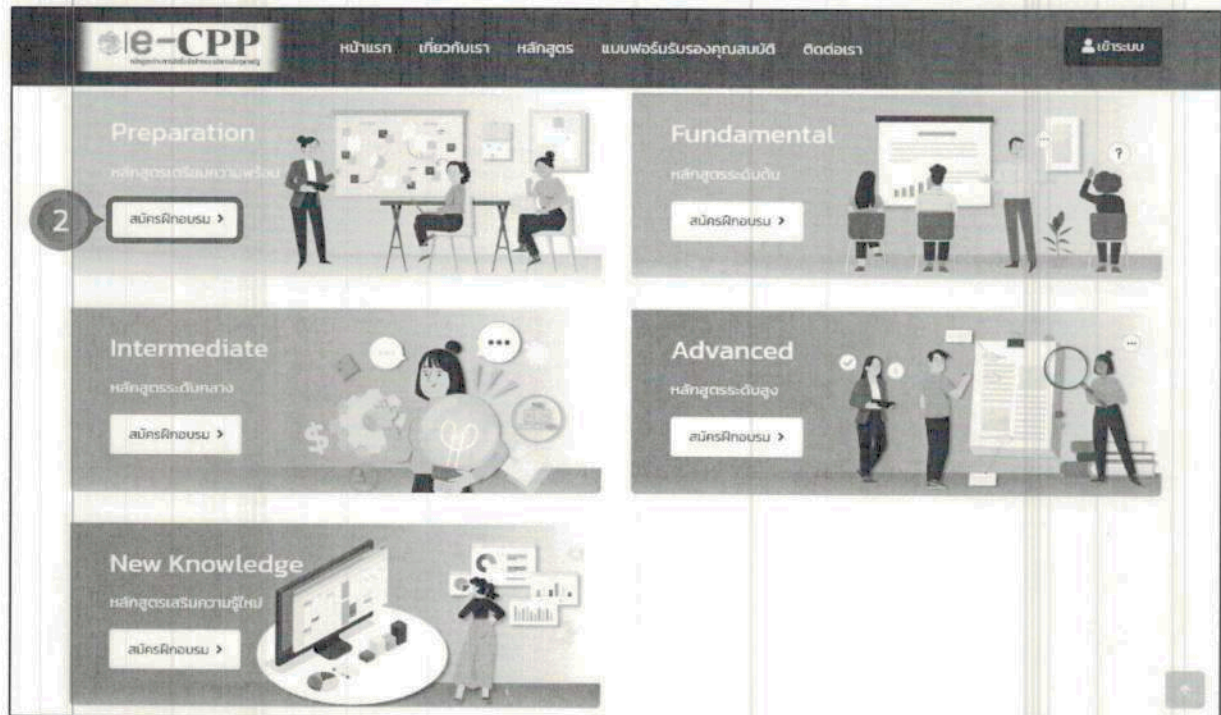 e-CPP
หน้าแรก เกี่ยวกับเรา หลักสูตร แบบฟอร์มรับรองคุณสมบัติ ติดต่อเรา
เข้าระบบ
Preparation
หลักสูตรเตรียมความพร้อม
2
สมัครฝึกอบรม >
Fundamental
หลักสูตรระดับต้น
สมัครฝึกอบรม >
?
Intermediate
หลักสูตรระดับกลาง
สมัครฝึกอบรม >
$
Advanced
หลักสูตรระดับสูง
สมัครฝึกอบรม >
New Knowledge
หลักสูตรเสริมความรู้ใหม่
สมัครฝึกอบรม >